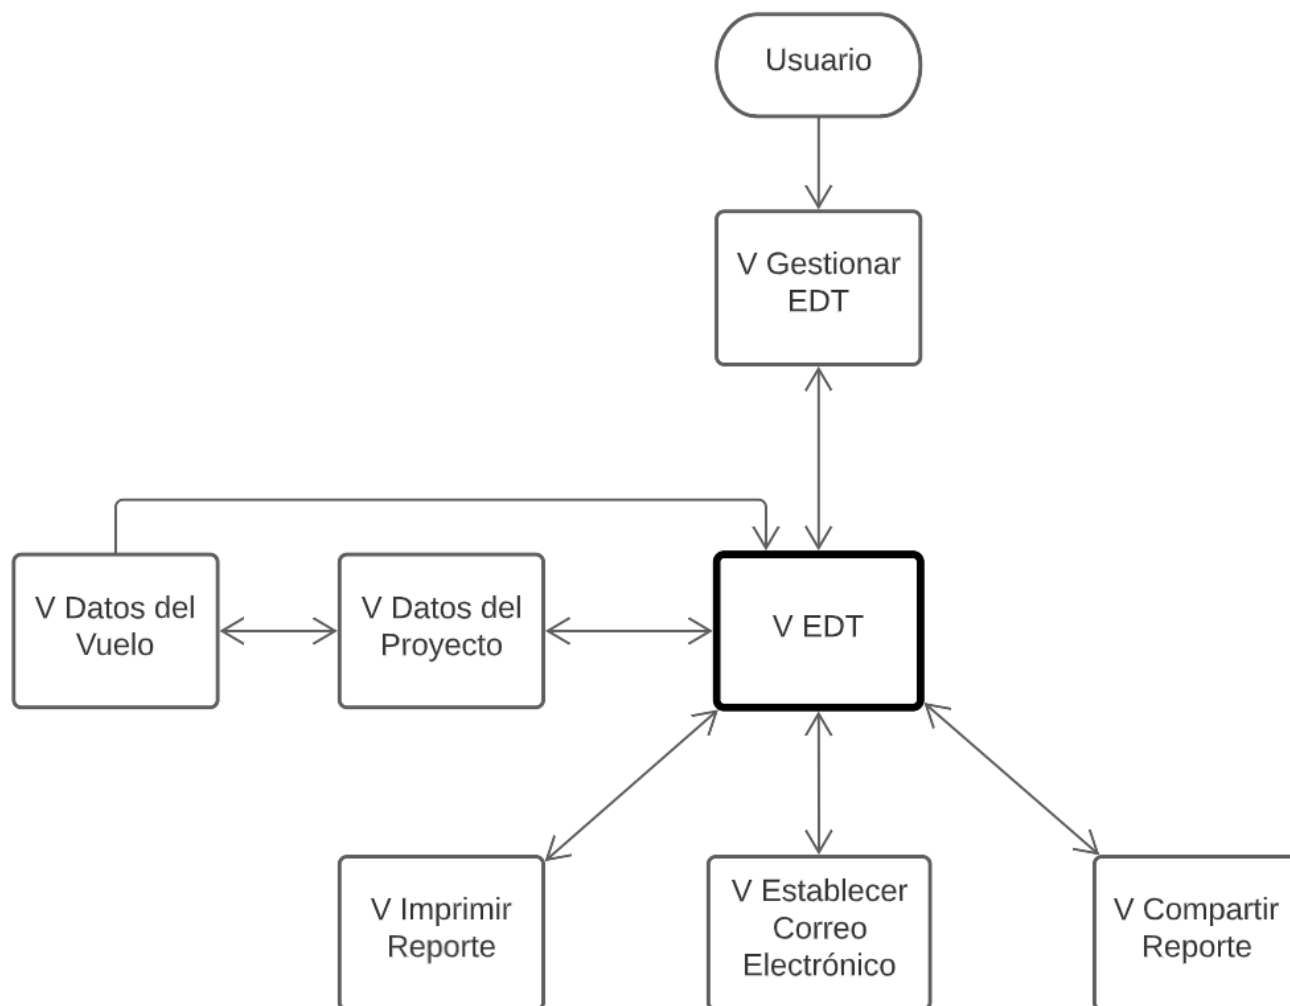 Usuario
V Gestionar
EDT
V Datos del
Vuelo
V Datos del
Proyecto
V EDT
V Imprimir
Reporte
V Establecer
Correo
Electrónico
V Compartir
Reporte